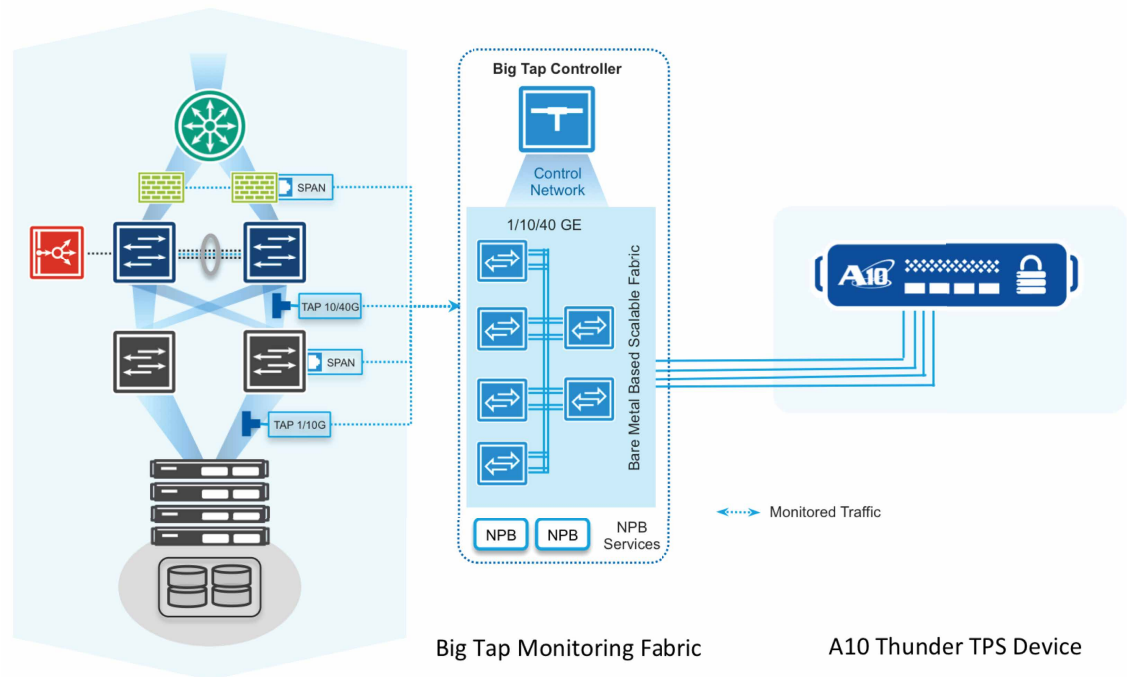 Big Tap Controller
Control
Network
1/10/40 GE
Bare Metal Based Scalable Fabric
SPAN
TAP 10/40G
SPAN
TAP 1/10G
A10
NPB
NPB
NPB
Services
Monitored Traffic
Big Tap Monitoring Fabric
A10 Thunder TPS Device